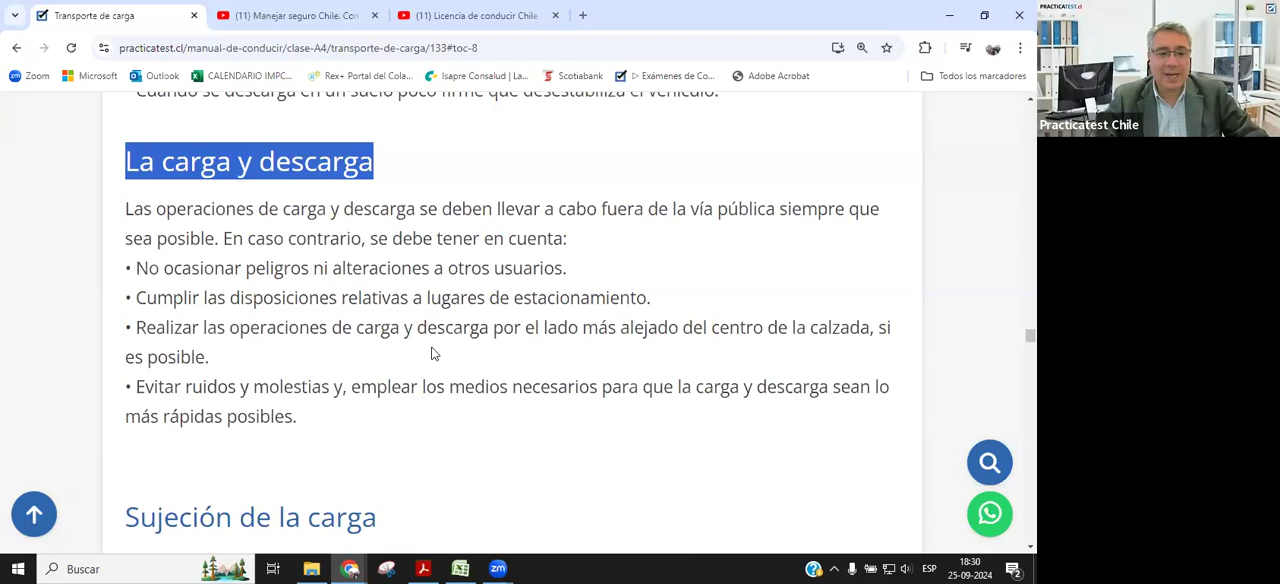 Transporte de carga
(11) Manejar seguro Chile. Con
(11) Licencia de conducir Chile.
practicatest.cl/manual-de-conducir/clase-A4/transporte-de-carga/133#toc-8
Zoom
Microsoft
Outlook
CALENDARIO IMPC...
Rex+ Portal del Cola...
Isapre Consalud | La...
Scotiabank
▷ Exámenes de Co...
Adobe Acrobat
Todos los marcadores
• Cuando se descarga en un suelo poco firme que desestabiliza el vehículo.
La carga y descarga
Las operaciones de carga y descarga se deben llevar a cabo fuera de la vía pública siempre que
sea posible. En caso contrario, se debe tener en cuenta:
• No ocasionar peligros ni alteraciones a otros usuarios.
• Cumplir las disposiciones relativas a lugares de estacionamiento.
• Realizar las operaciones de carga y descarga por el lado más alejado del centro de la calzada, si
es posible.
• Evitar ruidos y molestias y, emplear los medios necesarios para que la carga y descarga sean lo
más rápidas posibles.
Sujeción de la carga
PRACTICATEST.cl
Practicatest Chile
Buscar
zm
ESP
18:30
25-09-2024
2